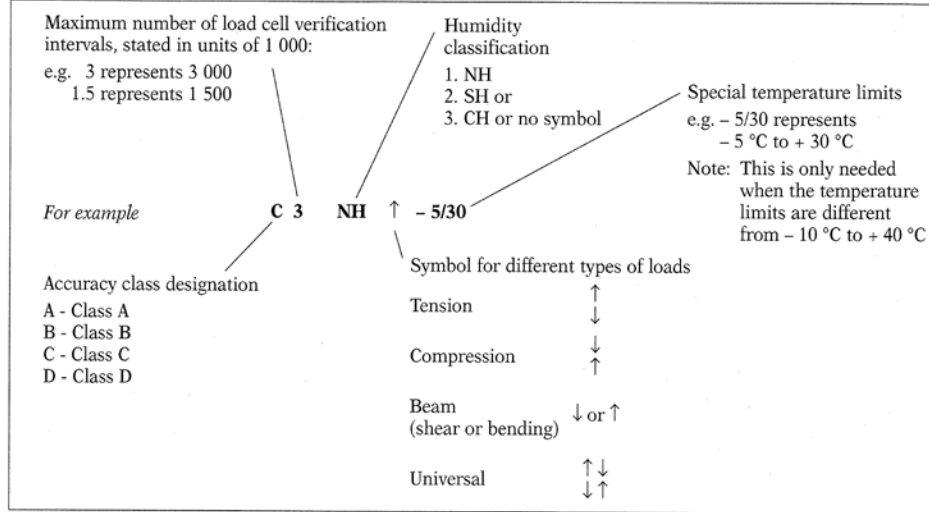 Maximum number of load cell verification
intervals, stated in units of 1 000:
e.g. 3 represents 3 000
1.5 represents 1 500
Humidity
classification
1. NH
2. SH or
3. CH or no symbol
Special temperature limits
e.g. – 5/30 represents
– 5 °C to + 30 °C
Note: This is only needed
when the temperature
limits are different
from – 10 °C to + 40 °C
For example
C 3 NH ↑ – 5/30
Accuracy class designation
A - Class A
B - Class B
C - Class C
D - Class D
Symbol for different types of loads
Tension ↑
↓
Compression ↓
↑
Beam ↓ or ↑
(shear or bending)
Universal ↑ ↓
↓ ↑